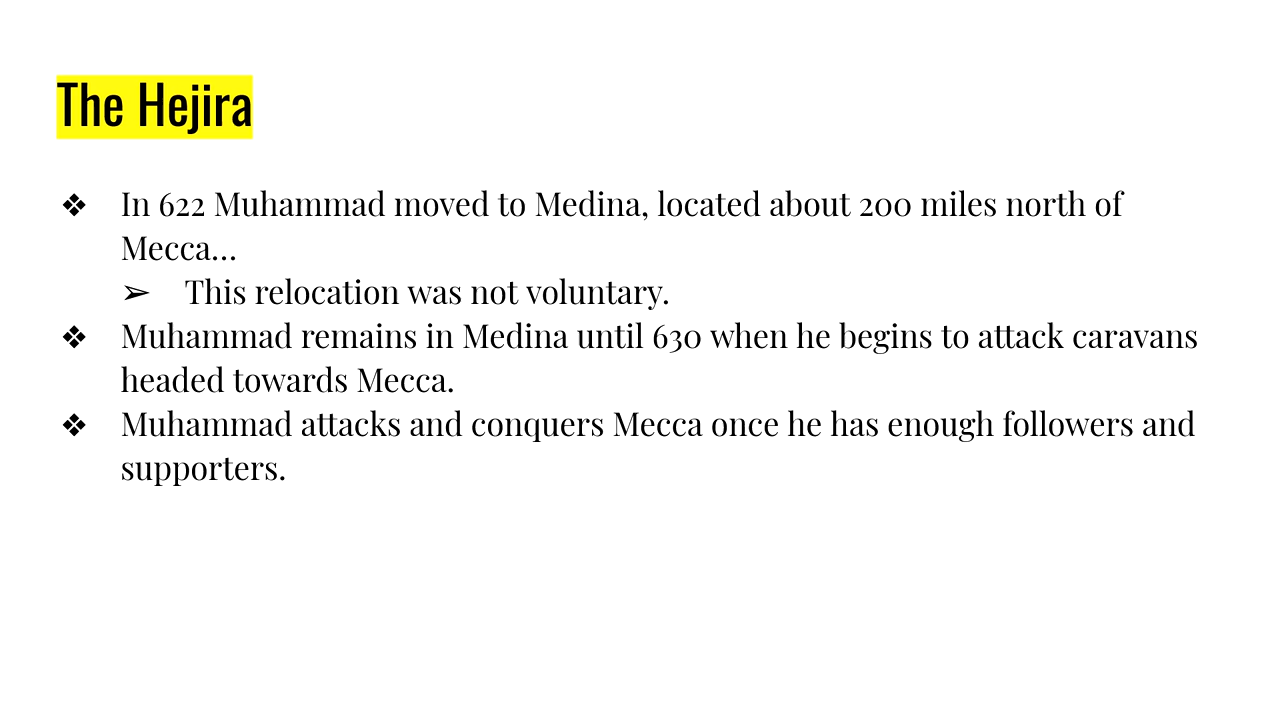 The Hejira
❖ In 622 Muhammad moved to Medina, located about 200 miles north of
Mecca…
➢ This relocation was not voluntary.
❖ Muhammad remains in Medina until 630 when he begins to attack caravans
headed towards Mecca.
❖ Muhammad attacks and conquers Mecca once he has enough followers and
supporters.